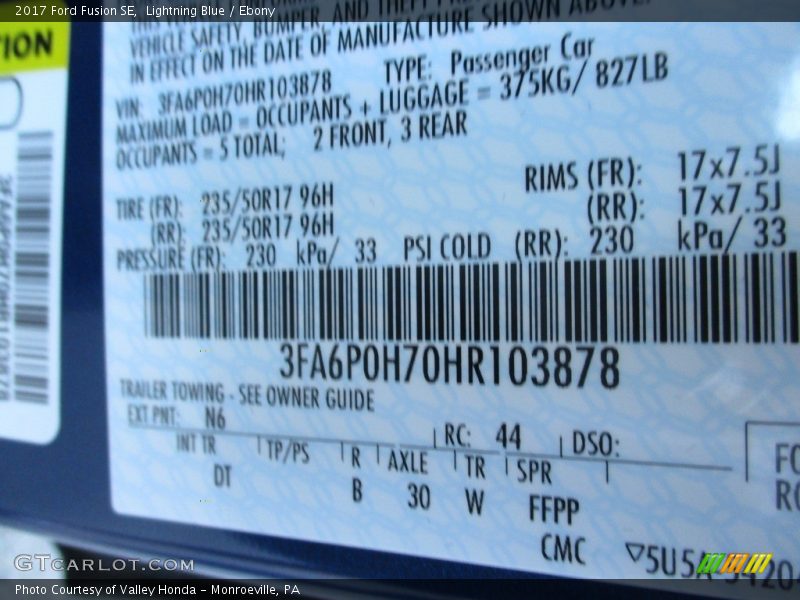 2017 Ford Fusion SE, Lightning Blue / Ebony
VEHICLE SAFETY, BUMPER, AND THEFT
IN EFFECT ON THE DATE OF MANUFACTURE SHOWN ABOVE.
VIN: 3FA6P0H70HR103878 TYPE: Passenger Car
MAXIMUM LOAD = OCCUPANTS + LUGGAGE = 375KG/ 827LB
OCCUPANTS = 5 TOTAL; 2 FRONT, 3 REAR
TIRE (FR): 235/50R17 96H RIMS (FR): 17x7.5J
(RR): 235/50R17 96H (RR): 17x7.5J
PRESSURE (FR): 230 kPa/ 33 PSI COLD (RR): 230 kPa/ 33
3FA6P0H70HR103878
TRAILER TOWING - SEE OWNER GUIDE
EXT PNT: N6 RC: 44 DSO:
INT TR TP/PS R AXLE TR SPR
DT B 30 W FFPP
CMC
GTCARLOT.COM
Photo Courtesy of Valley Honda - Monroeville, PA